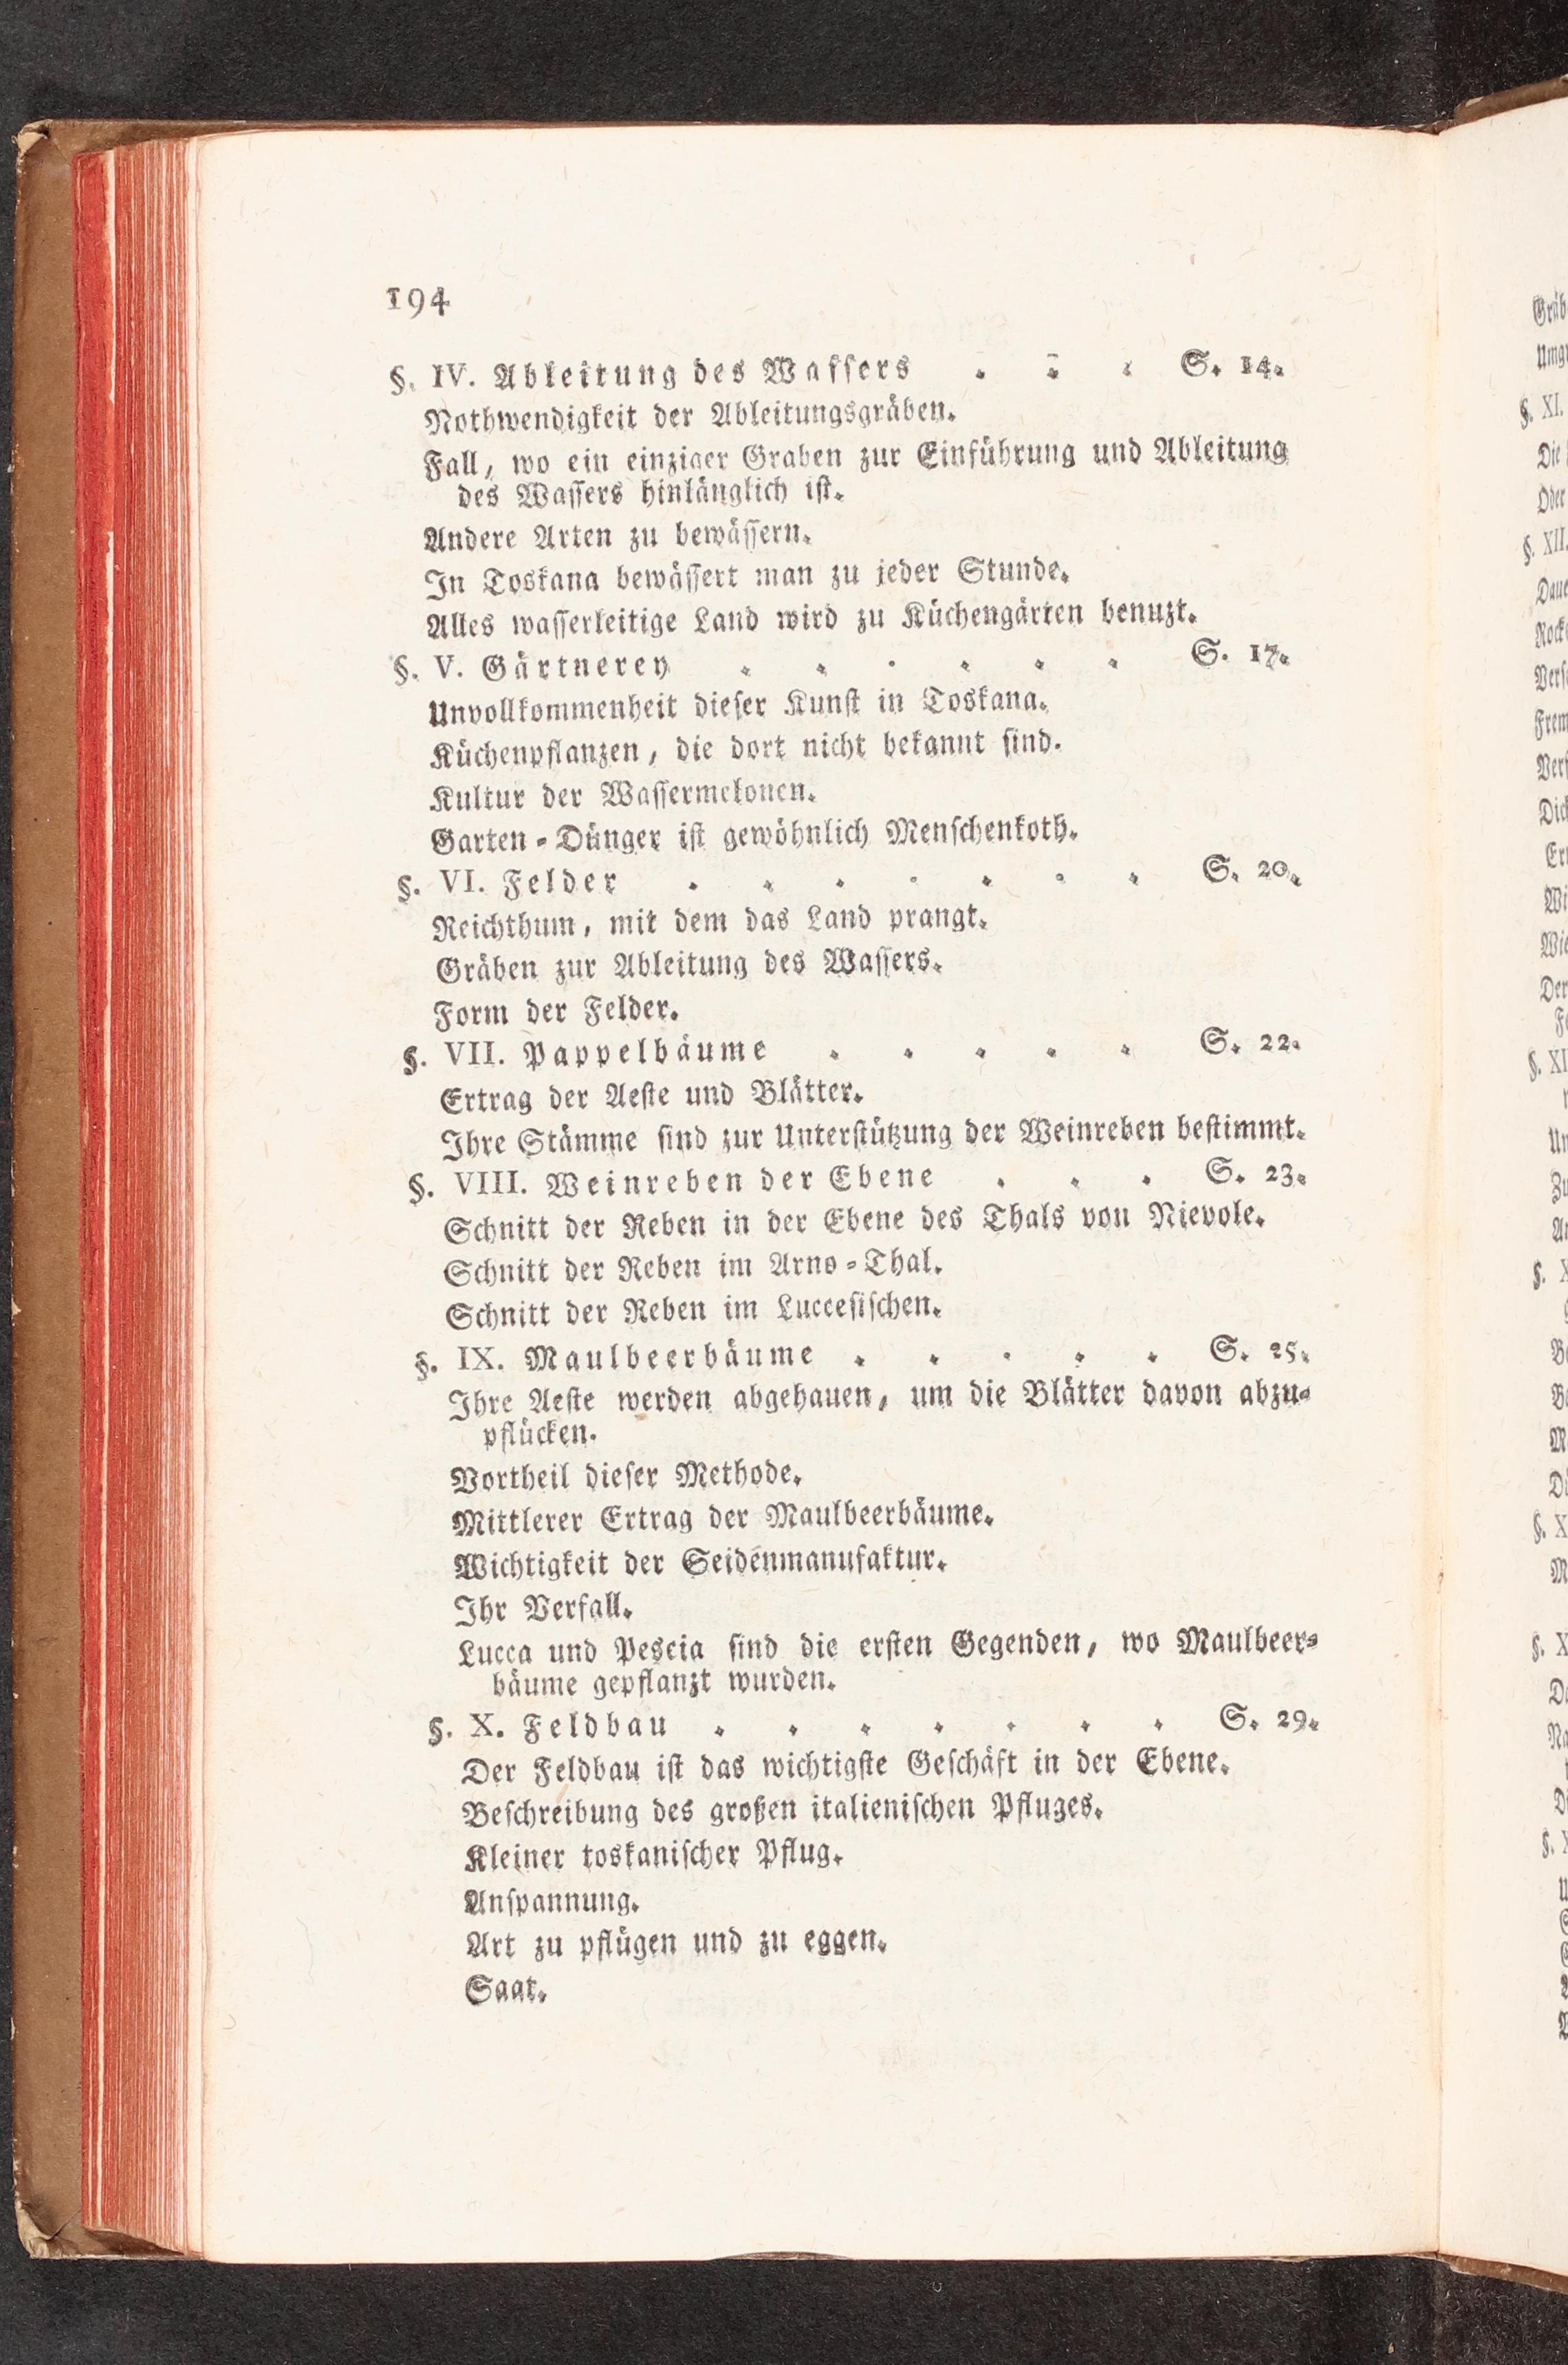 194
§. IV. Ableitung des Wassers . . . S. 14.
Nothwendigkeit der Ableitungsgräben.
Fall, wo ein einziger Graben zur Einführung und Ableitung
des Wassers hinlänglich ist.
Andere Arten zu bewässern.
In Toskana bewässert man zu jeder Stunde.
Alles wasserleitige Land wird zu Küchengärten benuzt.
§. V. Gärtnerey . . . . . . S. 17.
Unvollkommenheit dieser Kunst in Toskana.
Küchenpflanzen, die dort nicht bekannt sind.
Kultur der Wassermelonen.
Garten-Dünger ist gewöhnlich Menschenkoth.
§. VI. Felder . . . . . . . S. 20.
Reichthum, mit dem das Land prangt.
Gräben zur Ableitung des Wassers.
Form der Felder.
§. VII. Pappelbäume . . . . . S. 22.
Ertrag der Aeste und Blätter.
Ihre Stämme sind zur Unterstützung der Weinreben bestimmt.
§. VIII. Weinreben der Ebene . . . S. 23.
Schnitt der Reben in der Ebene des Thals von Nievole.
Schnitt der Reben im Arno-Thal.
Schnitt der Reben im Luccesischen.
§. IX. Maulbeerbäume . . . . . S. 25.
Ihre Aeste werden abgehauen, um die Blätter davon abzu-
pflücken.
Vortheil dieser Methode.
Mittlerer Ertrag der Maulbeerbäume.
Wichtigkeit der Seidenmanufaktur.
Ihr Verfall.
Lucca und Pescia sind die ersten Gegenden, wo Maulbeer-
bäume gepflanzt wurden.
§. X. Feldbau . . . . . . . S. 29.
Der Feldbau ist das wichtigste Geschäft in der Ebene.
Beschreibung des großen italienischen Pfluges.
Kleiner toskanischer Pflug.
Anspannung.
Art zu pflügen und zu eggen.
Saat.